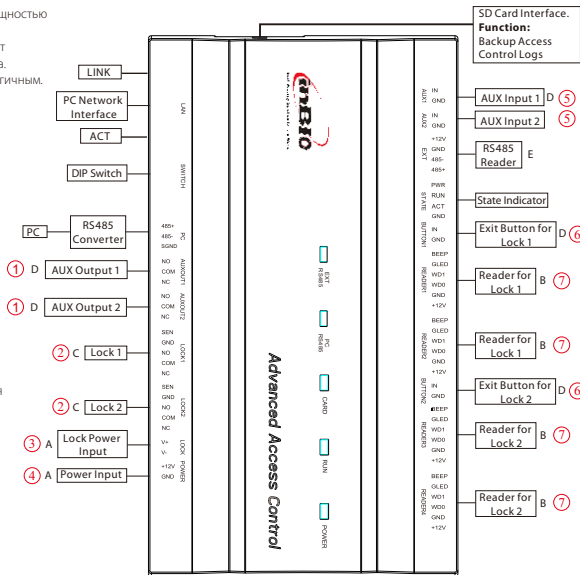 щностью
т
а.
гичным.
я
SD Card Interface.
Function:
Backup Access
Control Logs
LINK
PC Network
Interface
ACT
DIP Switch
PC
RS485
Converter
1 D AUX Output 1
1 D AUX Output 2
2 C Lock 1
2 C Lock 2
3 A Lock Power
Input
4 A Power Input
LAN
SWITCH
485+
485-
SGND
PC
NO
COM
NC
AUXOUT1
NO
COM
NC
AUXOUT2
SEN
GND
NO
COM
NC
LOCK1
SEN
GND
NO
COM
NC
LOCK2
V+
V-
LOCK
+12V
GND
POWER
inBIO
EXT
RS485
PC
RS485
CARD
RUN
POWER
Advanced Access Control
IN
GND
AUX1
IN
GND
AUX2
+12V
GND
485-
485+
EXT
PWR
RUN
ACT
GND
STATE
IN
GND
BUTTON1
BEEP
GLED
WD1
WD0
GND
+12V
READER1
BEEP
GLED
WD1
WD0
GND
+12V
READER2
IN
GND
BUTTON2
BEEP
GLED
WD1
WD0
GND
+12V
READER3
BEEP
GLED
WD1
WD0
GND
+12V
READER4
AUX Input 1 D 5
AUX Input 2 5
RS485
Reader E
State Indicator
Exit Button for
Lock 1 D 6
Reader for
Lock 1 B 7
Reader for
Lock 1 B 7
Exit Button for
Lock 2 D 6
Reader for
Lock 2 B 7
Reader for
Lock 2 B 7